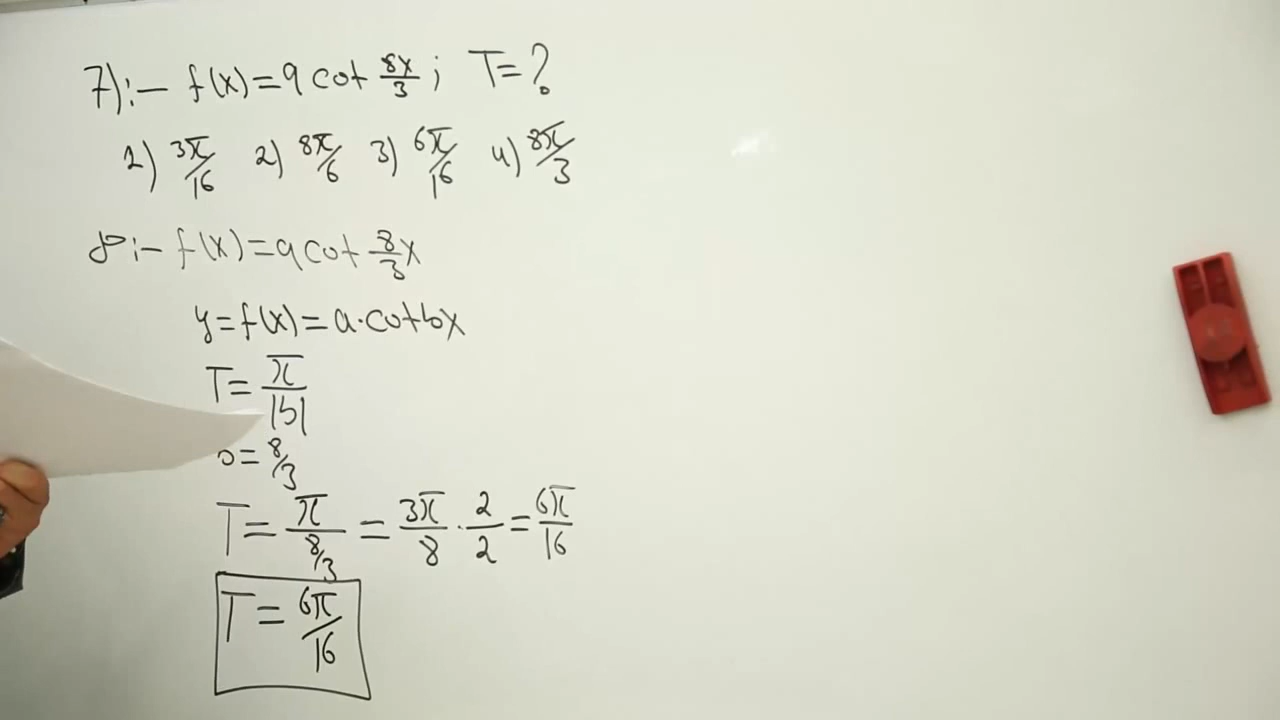 7):− f(x)=9 cot 8x/3 ; T=?
1) 3π/16 2) 8π/6 3) 6π/16 4) 8π/3
:− f(x)=9 cot 8/3 x
y=f(x)=a·cot bx
T=π/|b|
b=8/3
T=π/(8/3)=3π/8·2/2=6π/16
T=6π/16